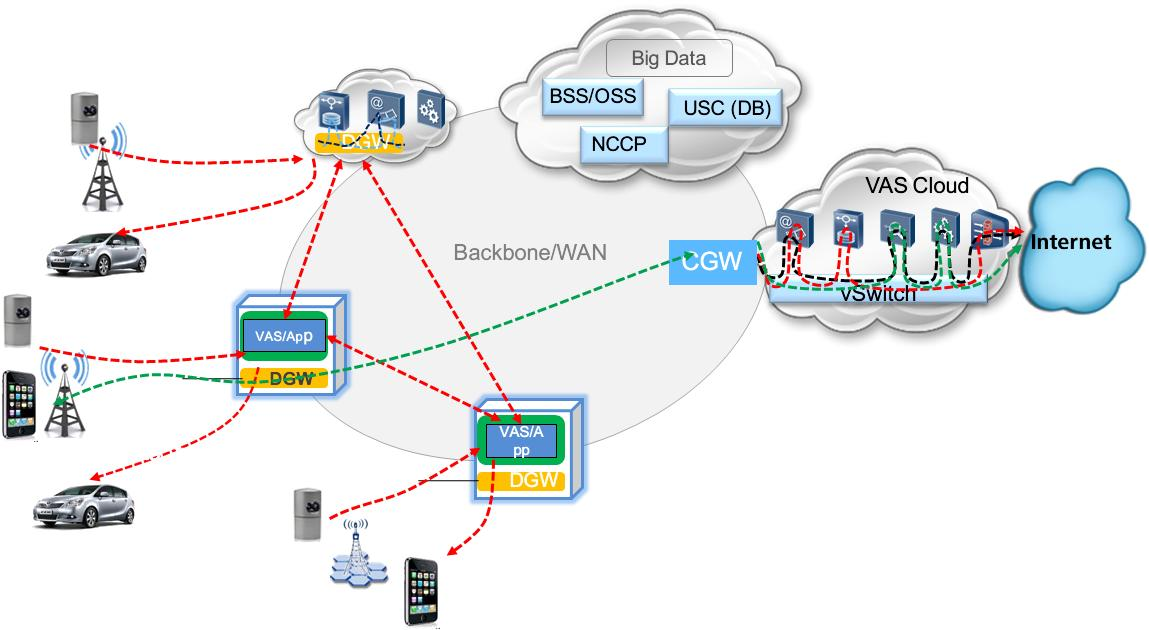 Big Data
BSS/OSS
USC (DB)
NCCP
DGW
VAS Cloud
Backbone/WAN
CGW
Internet
vSwitch
VAS/App
DGW
VAS/A
pp
DGW